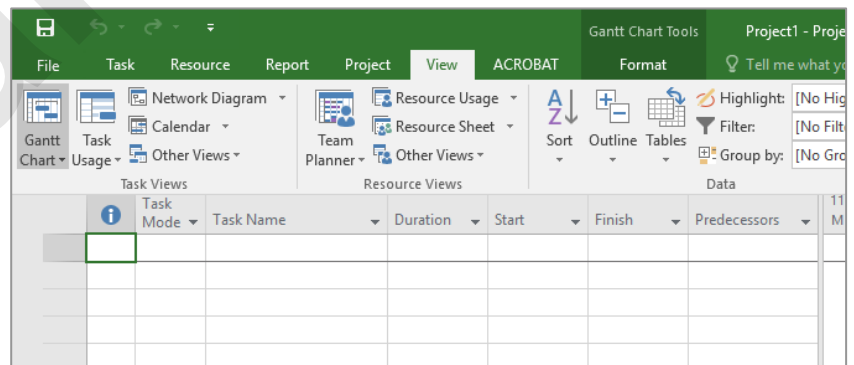 Gantt Chart Tools Project1 - Proje
File Task Resource Report Project View ACROBAT Format Tell me what yo
Gantt Chart
Task Usage
Network Diagram
Calendar
Other Views
Task Views
Team Planner
Resource Usage
Resource Sheet
Other Views
Resource Views
Sort
Outline
Tables
Highlight: [No Hig
Filter: [No Filt
Group by: [No Gro
Data
Task Mode Task Name Duration Start Finish Predecessors
11
M